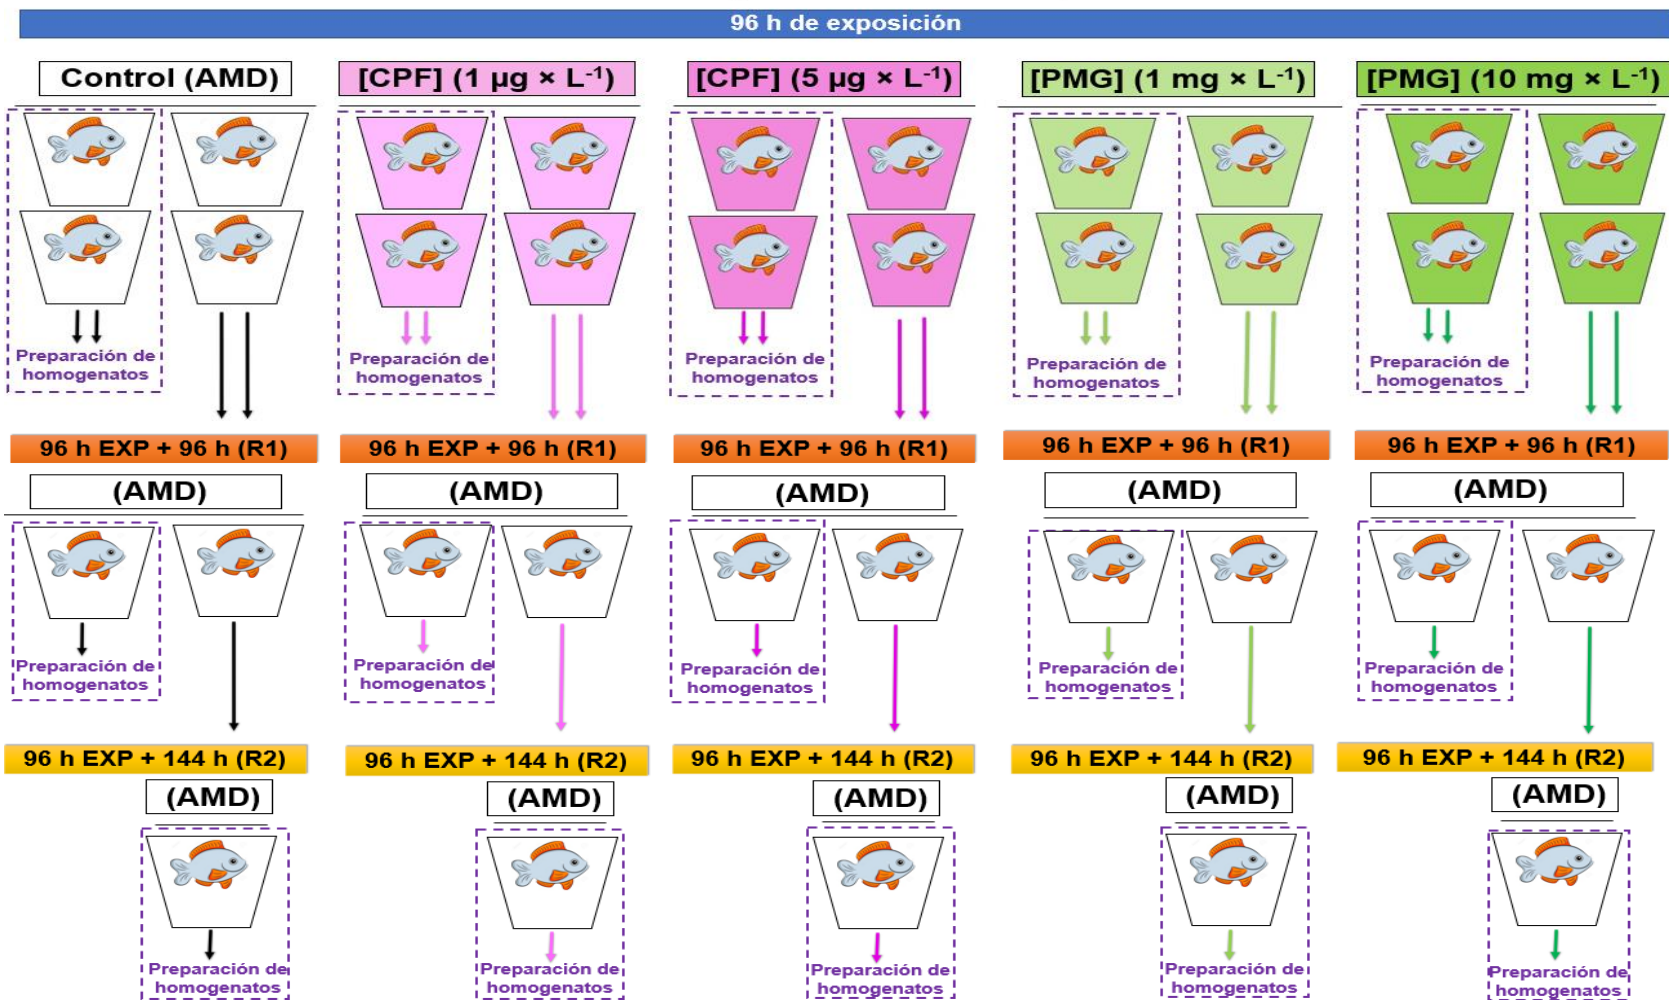 96 h de exposición
Control (AMD)
[CPF] (1 µg × L⁻¹)
[CPF] (5 µg × L⁻¹)
[PMG] (1 mg × L⁻¹)
[PMG] (10 mg × L⁻¹)
Preparación de
homogenatos
Preparación de
homogenatos
Preparación de
homogenatos
Preparación de
homogenatos
Preparación de
homogenatos
96 h EXP + 96 h (R1)
96 h EXP + 96 h (R1)
96 h EXP + 96 h (R1)
96 h EXP + 96 h (R1)
96 h EXP + 96 h (R1)
(AMD)
(AMD)
(AMD)
(AMD)
(AMD)
Preparación de
homogenatos
Preparación de
homogenatos
Preparación de
homogenatos
Preparación de
homogenatos
Preparación de
homogenatos
96 h EXP + 144 h (R2)
96 h EXP + 144 h (R2)
96 h EXP + 144 h (R2)
96 h EXP + 144 h (R2)
96 h EXP + 144 h (R2)
(AMD)
(AMD)
(AMD)
(AMD)
(AMD)
Preparación de
homogenatos
Preparación de
homogenatos
Preparación de
homogenatos
Preparación de
homogenatos
Preparación de
homogenatos